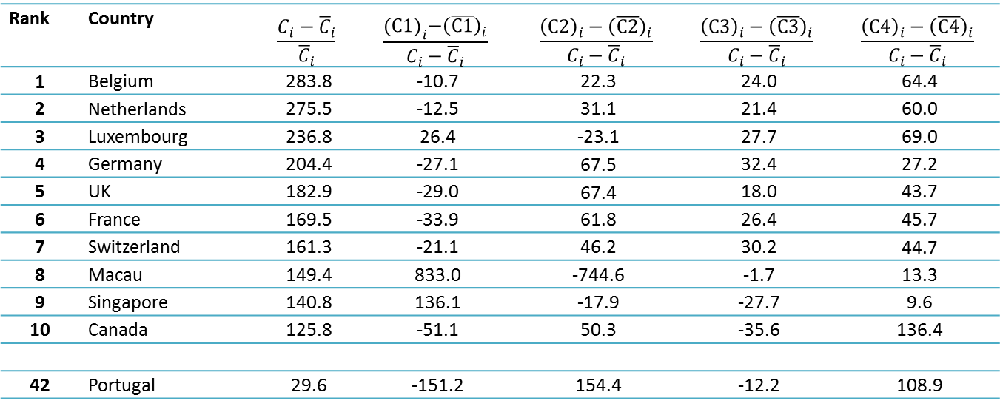 Rank Country $\frac{C_i - \overline{C}_i}{\overline{C}_i}$ $\frac{(C1)_i - (\overline{C1})_i}{C_i - \overline{C}_i}$ $\frac{(C2)_i - (\overline{C2})_i}{C_i - \overline{C}_i}$ $\frac{(C3)_i - (\overline{C3})_i}{C_i - \overline{C}_i}$ $\frac{(C4)_i - (\overline{C4})_i}{C_i - \overline{C}_i}$
1 Belgium 283.8 -10.7 22.3 24.0 64.4
2 Netherlands 275.5 -12.5 31.1 21.4 60.0
3 Luxembourg 236.8 26.4 -23.1 27.7 69.0
4 Germany 204.4 -27.1 67.5 32.4 27.2
5 UK 182.9 -29.0 67.4 18.0 43.7
6 France 169.5 -33.9 61.8 26.4 45.7
7 Switzerland 161.3 -21.1 46.2 30.2 44.7
8 Macau 149.4 833.0 -744.6 -1.7 13.3
9 Singapore 140.8 136.1 -17.9 -27.7 9.6
10 Canada 125.8 -51.1 50.3 -35.6 136.4
42 Portugal 29.6 -151.2 154.4 -12.2 108.9